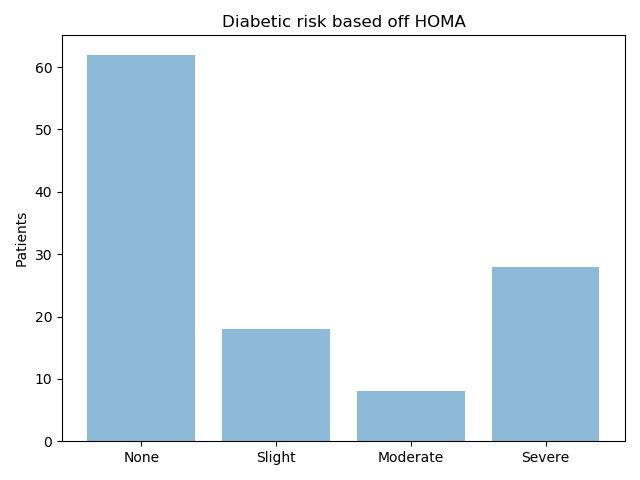 Diabetic risk based off HOMA
Patients
60
50
40
30
20
10
0
None Slight Moderate Severe